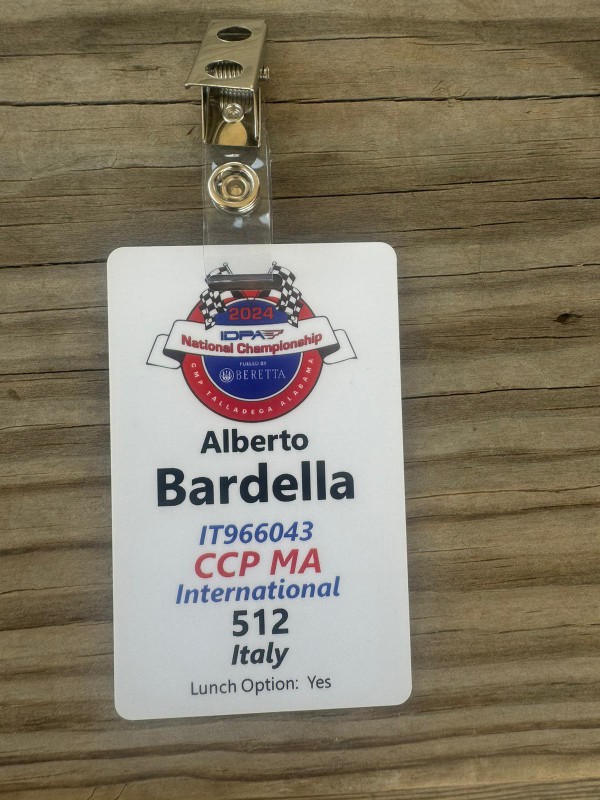 2024
IDPA
National Championship
FUELED BY
BERETTA
CMP TALLADEGA ALABAMA
Alberto
Bardella
IT966043
CCP MA
International
512
Italy
Lunch Option: Yes